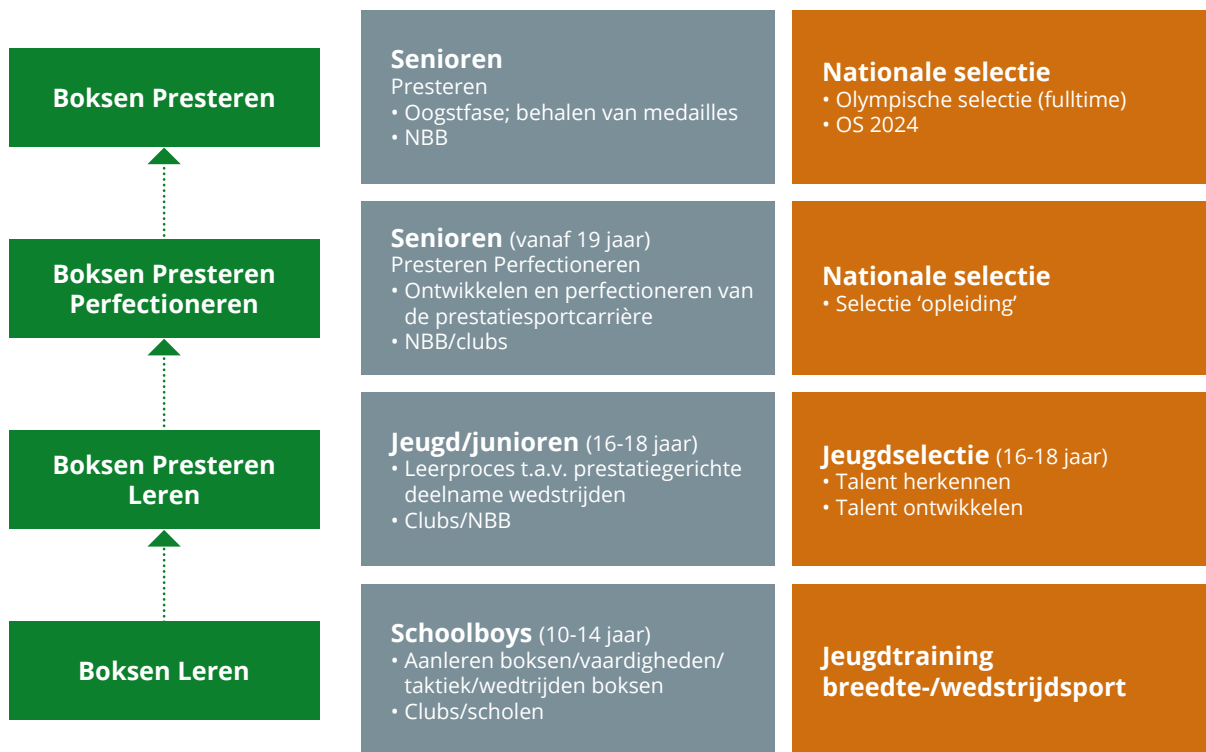 Boksen Presteren
Senioren
Presteren
• Oogstfase; behalen van medailles
• NBB
Nationale selectie
• Olympische selectie (fulltime)
• OS 2024
Boksen Presteren
Perfectioneren
Senioren (vanaf 19 jaar)
Presteren Perfectioneren
• Ontwikkelen en perfectioneren van
de prestatiesportcarrière
• NBB/clubs
Nationale selectie
• Selectie ‘opleiding’
Boksen Presteren
Leren
Jeugd/junioren (16-18 jaar)
• Leerproces t.a.v. prestatiegerichte
deelname wedstrijden
• Clubs/NBB
Jeugdselectie (16-18 jaar)
• Talent herkennen
• Talent ontwikkelen
Boksen Leren
Schoolboys (10-14 jaar)
• Aanleren boksen/vaardigheden/
taktiek/wedtrijden boksen
• Clubs/scholen
Jeugdtraining
breedte-/wedstrijdsport